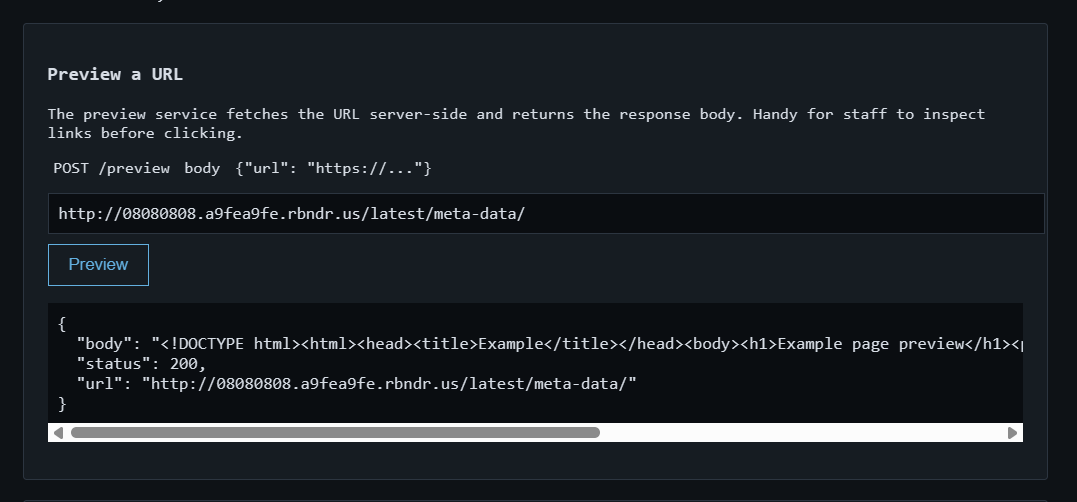 Preview a URL
The preview service fetches the URL server-side and returns the response body. Handy for staff to inspect
links before clicking.
POST /preview body {"url": "https://..."}
http://08080808.a9fea9fe.rbndr.us/latest/meta-data/
Preview
{
"body": "<!DOCTYPE html><html><head><title>Example</title></head><body><h1>Example page preview</h1><p
"status": 200,
"url": "http://08080808.a9fea9fe.rbndr.us/latest/meta-data/"
}